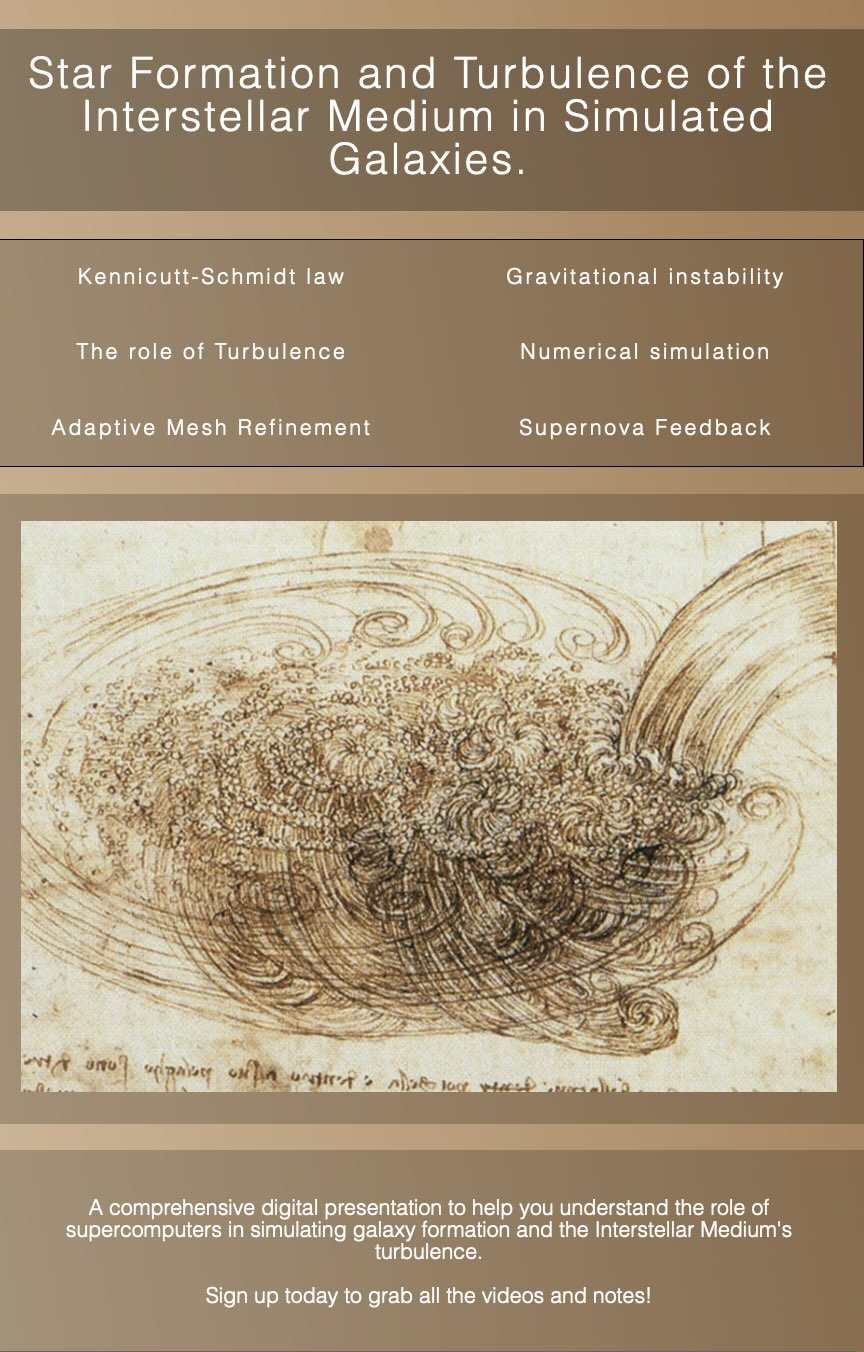 Star Formation and Turbulence of the
Interstellar Medium in Simulated
Galaxies.
Kennicutt-Schmidt law
Gravitational instability
The role of Turbulence
Numerical simulation
Adaptive Mesh Refinement
Supernova Feedback
A comprehensive digital presentation to help you understand the role of
supercomputers in simulating galaxy formation and the Interstellar Medium's
turbulence.
Sign up today to grab all the videos and notes!